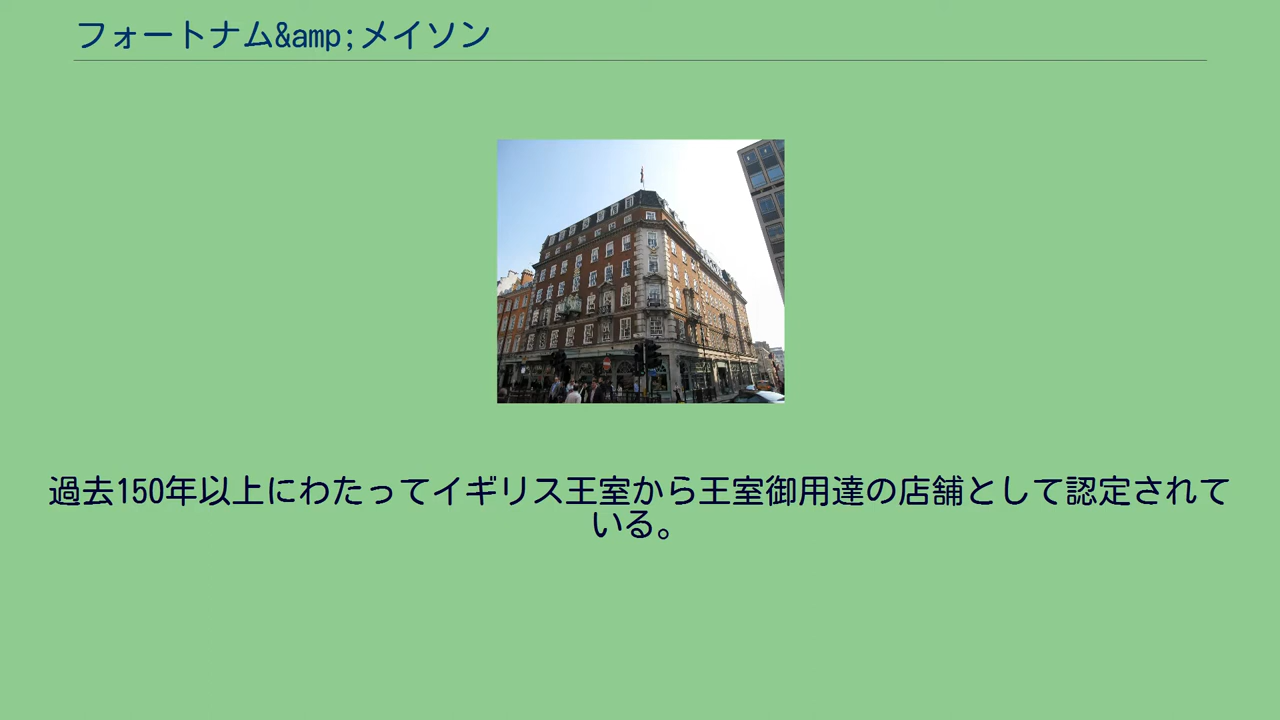 フォートナム&amp;メイソン
過去150年以上にわたってイギリス王室から王室御用達の店舗として認定されて
いる。